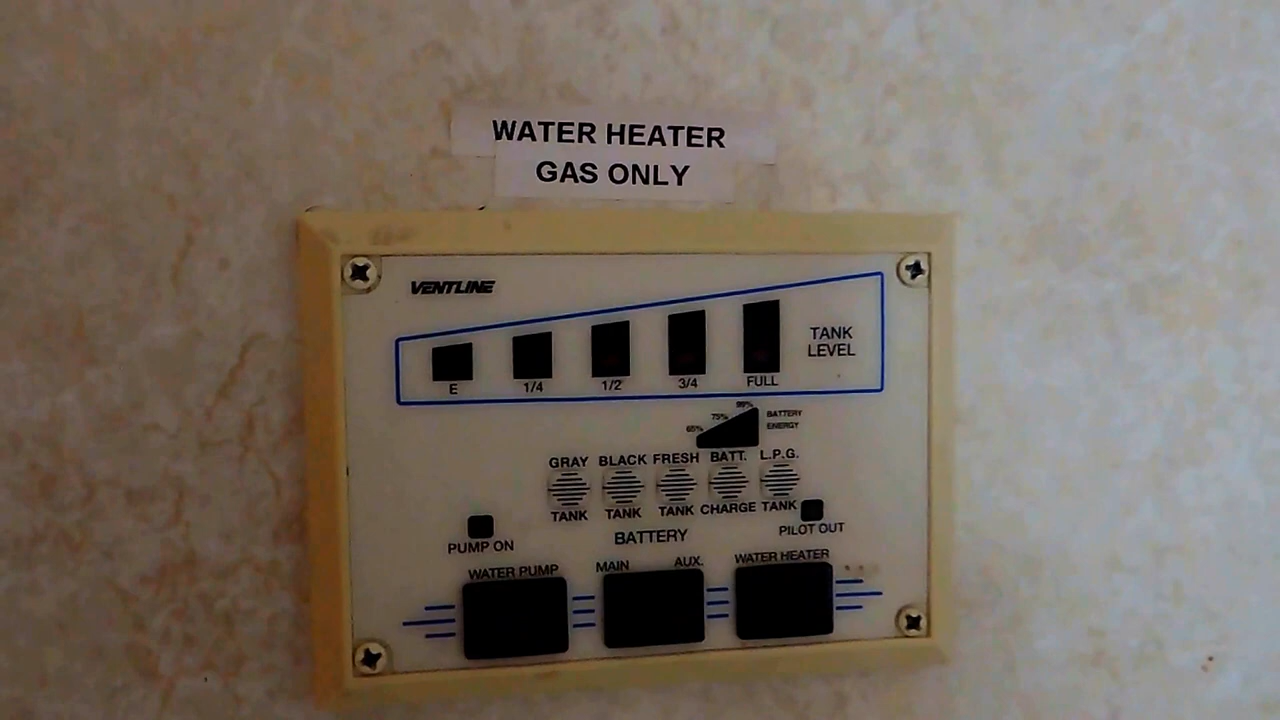 WATER HEATER
GAS ONLY
VENTLINE
TANK
LEVEL
E 1/4 1/2 3/4 FULL
65% 75% 99%
BATTERY
ENERGY
GRAY BLACK FRESH BATT. L.P.G.
TANK TANK TANK CHARGE TANK
PUMP ON
BATTERY
PILOT OUT
WATER PUMP MAIN AUX. WATER HEATER